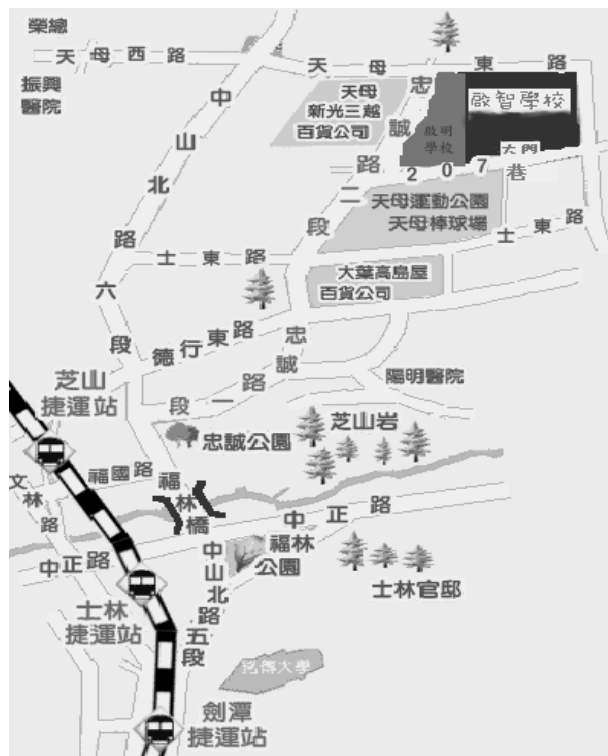 榮總
天母西路
振興
醫院
天母東路
中山北路六段
天母
新光三越
百貨公司
忠誠路二段
啟明
學校
啟智學校
大門
207巷
天母運動公園
天母棒球場
士東路
士東路
大葉高島屋
百貨公司
德行東路
忠誠路一段
陽明醫院
芝山
捷運站
忠誠公園
芝山岩
文林路
福國路
福林橋
中正路
中正路
福林
公園
士林官邸
中山北路五段
士林
捷運站
銘傳大學
劍潭
捷運站